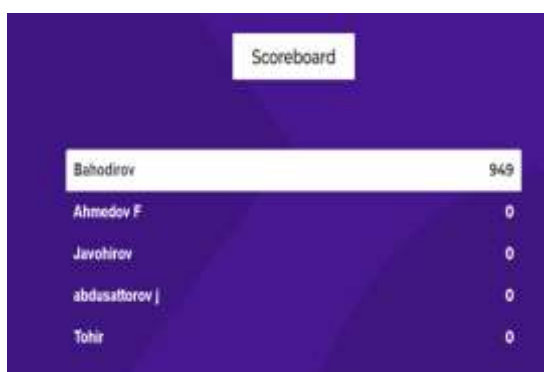 Scoreboard
Bahodirov 949
Ahmedov F 0
Javohirov 0
abdusattorov j 0
Tohir 0